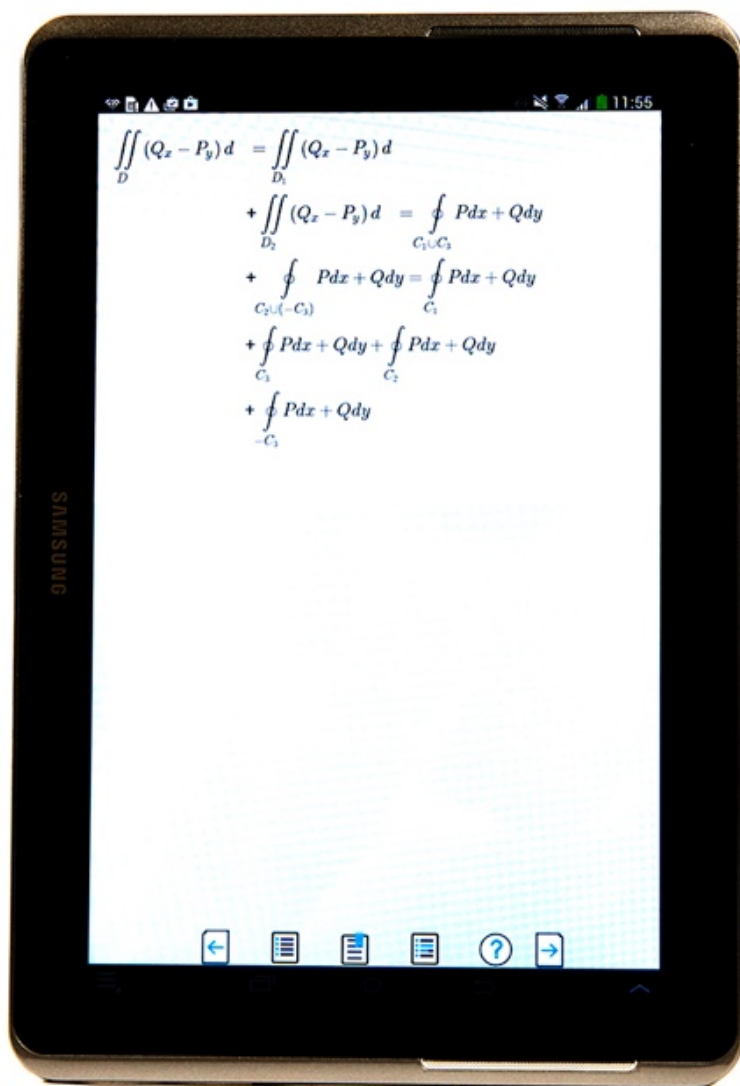 11:55
∬_D (Q_x − P_y) d = ∬_{D_1} (Q_x − P_y) d
+ ∬_{D_2} (Q_x − P_y) d = ∮_{C_1∪C_3} Pdx + Qdy
+ ∮_{C_2∪(−C_3)} Pdx + Qdy = ∮_{C_1} Pdx + Qdy
+ ∮_{C_3} Pdx + Qdy + ∮_{C_2} Pdx + Qdy
+ ∮_{−C_3} Pdx + Qdy
SAMSUNG
?